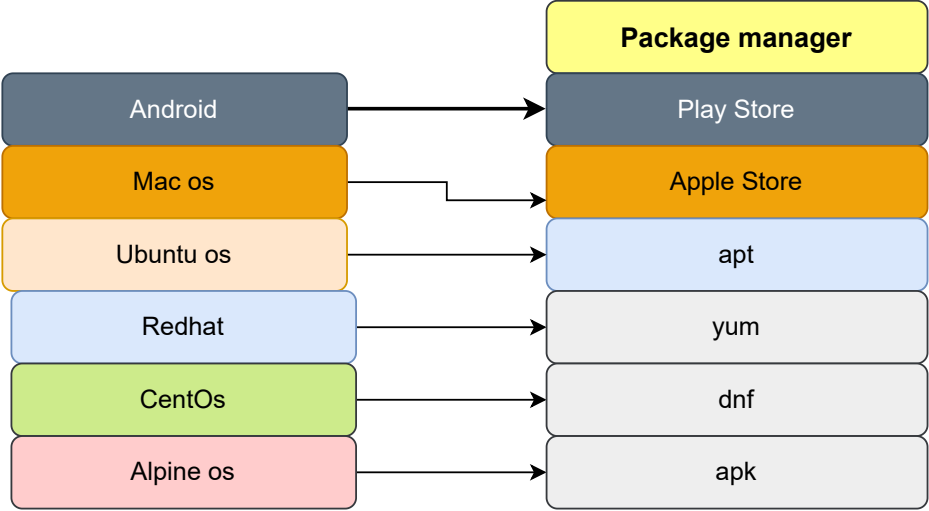 Package manager
Android
Play Store
Mac os
Apple Store
Ubuntu os
apt
Redhat
yum
CentOs
dnf
Alpine os
apk